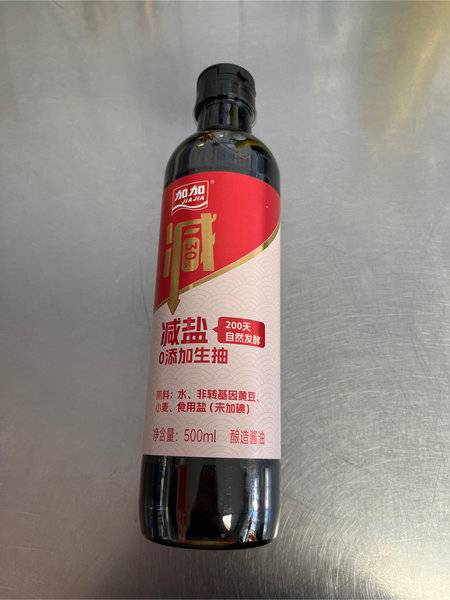 加加
JIAJIA
减
30%
减盐
200天
自然发酵
0添加生抽
原料：水、非转基因黄豆、
小麦、食用盐（未加碘）
净含量：500ml 酿造酱油